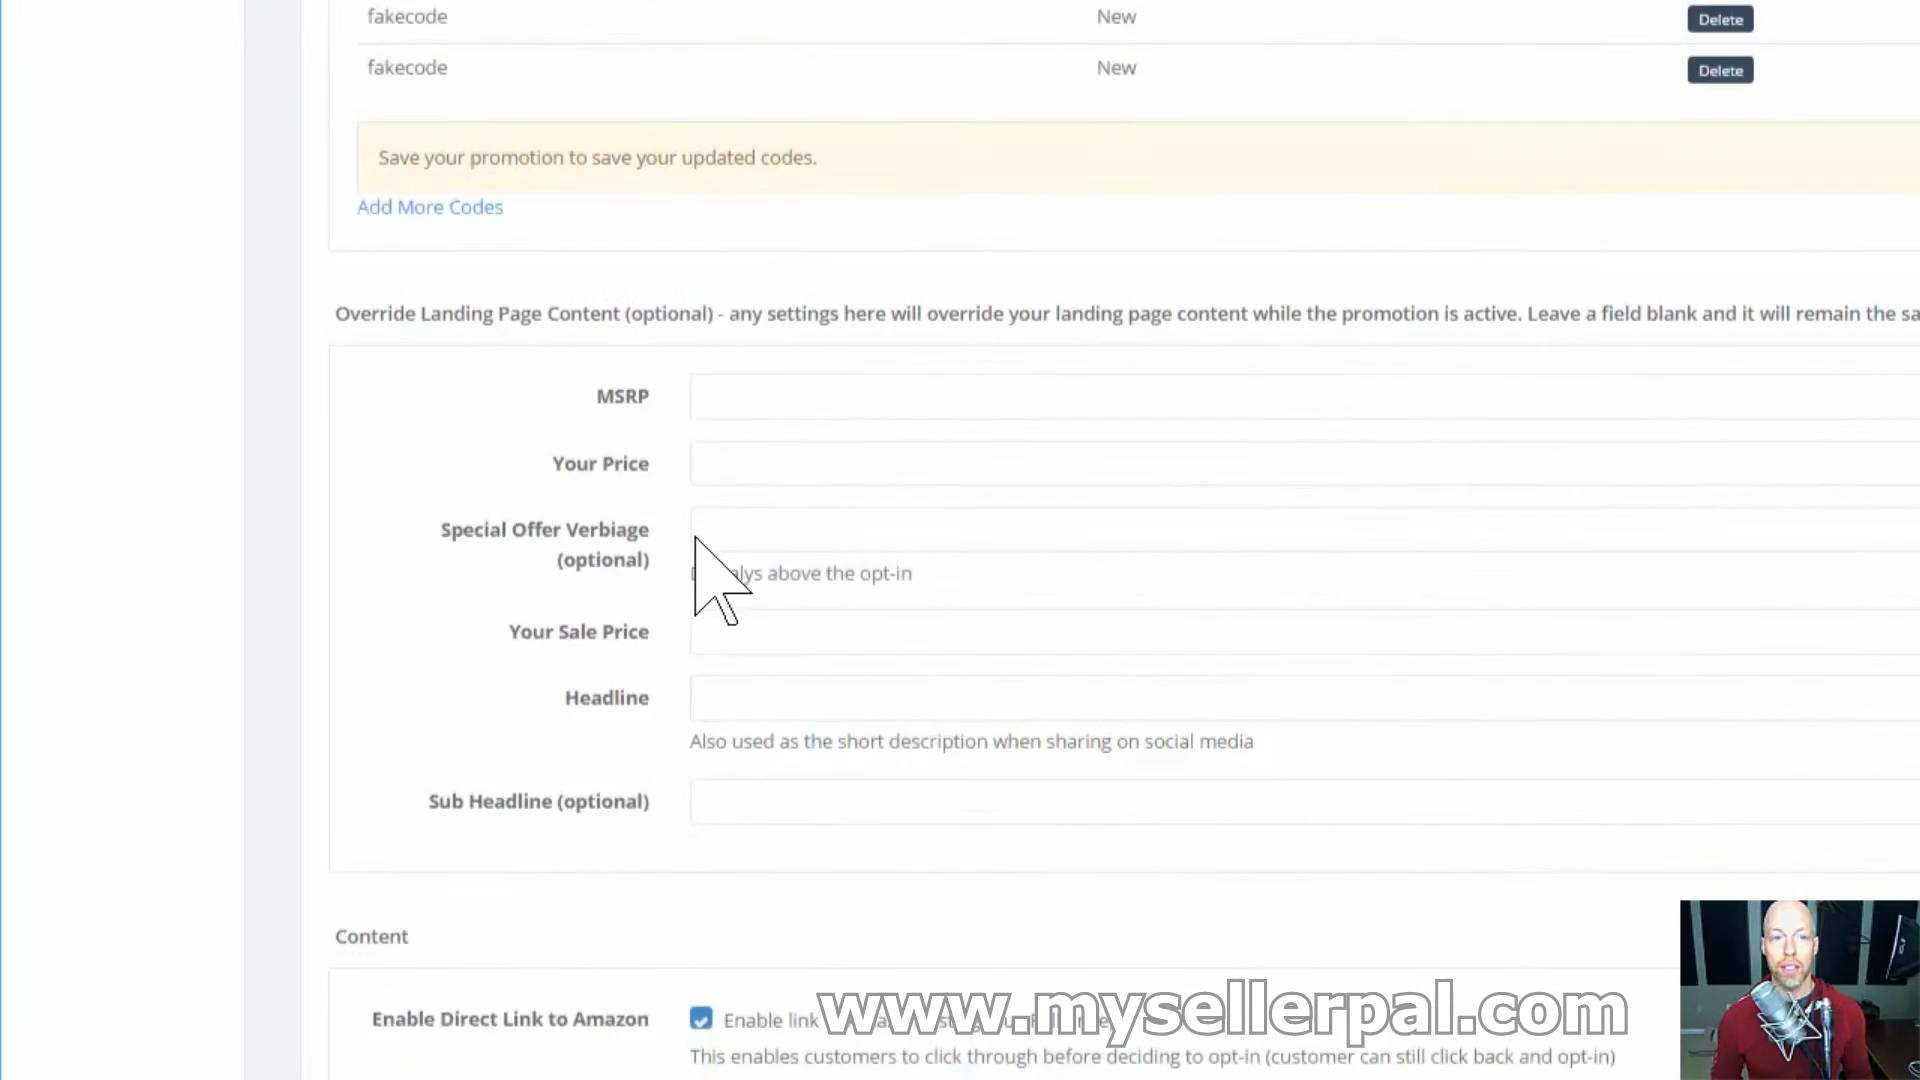 fakecode New Delete
fakecode New Delete
Save your promotion to save your updated codes.
Add More Codes
Override Landing Page Content (optional) - any settings here will override your landing page content while the promotion is active. Leave a field blank and it will remain the
MSRP
Your Price
Special Offer Verbiage
(optional)
above the opt-in
Your Sale Price
Headline
Also used as the short description when sharing on social media
Sub Headline (optional)
Content
Enable Direct Link to Amazon
Enable link
www.mysellerpal.com
This enables customers to click through before deciding to opt-in (customer can still click back and opt-in)